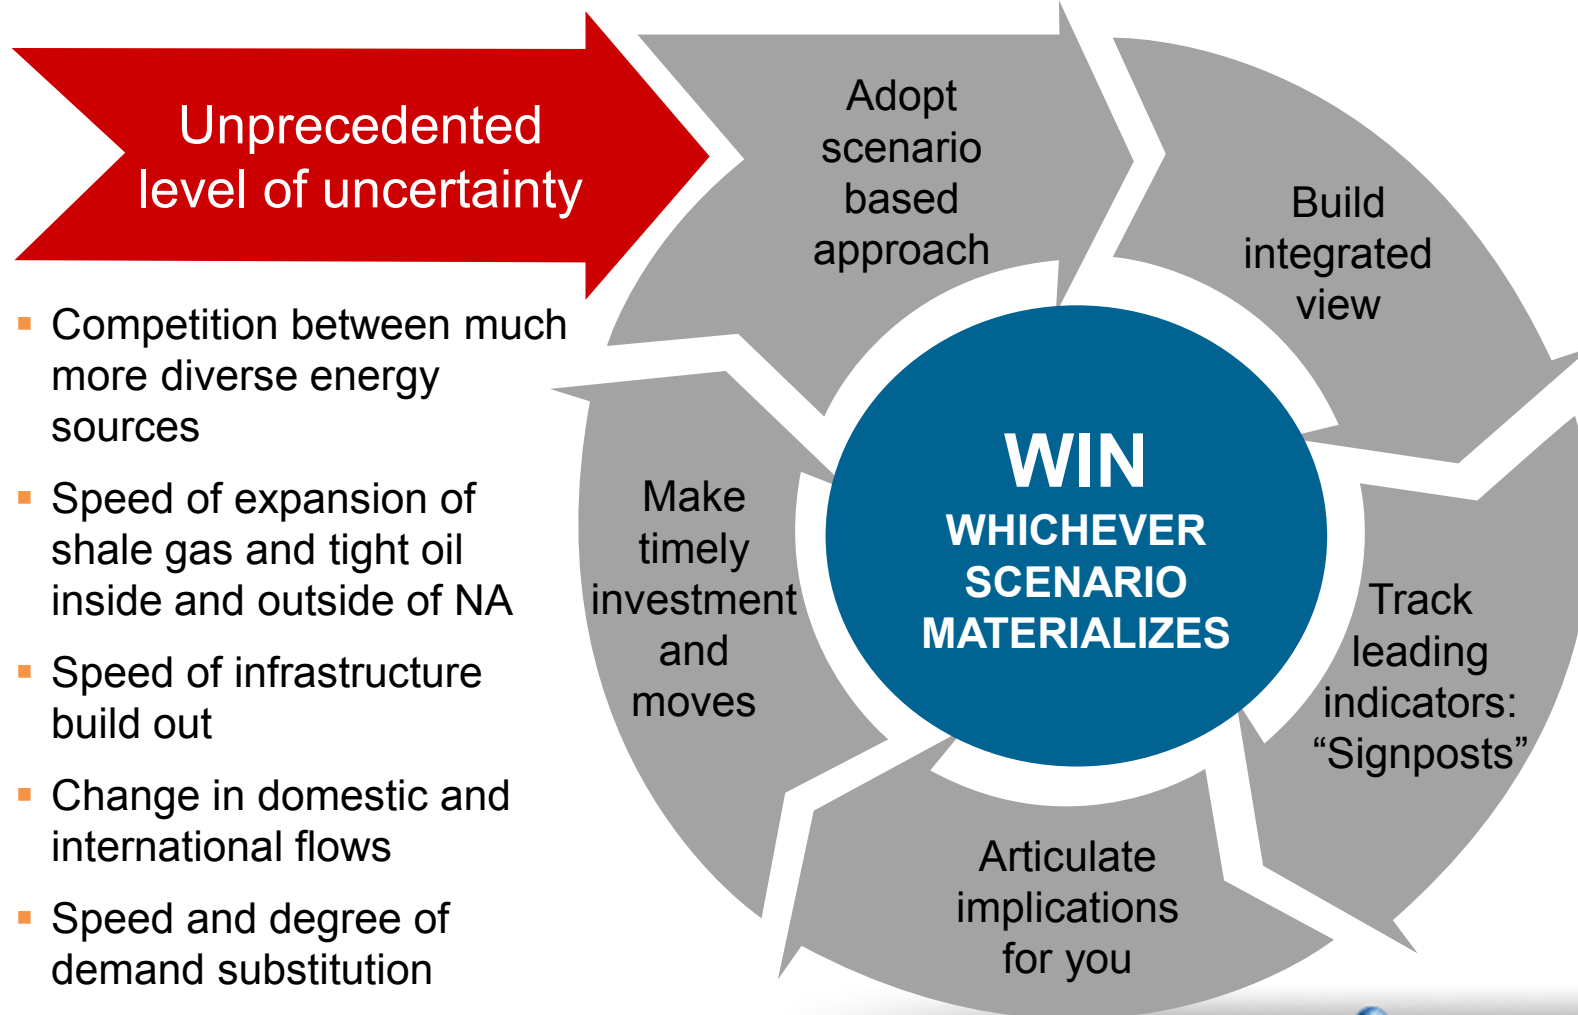 Unprecedented
level of uncertainty
Competition between much
more diverse energy
sources
Speed of expansion of
shale gas and tight oil
inside and outside of NA
Speed of infrastructure
build out
Change in domestic and
international flows
Speed and degree of
demand substitution
Adopt
scenario
based
approach
Build
integrated
view
Track
leading
indicators:
“Signposts”
Articulate
implications
for you
Make
timely
investment
and
moves
WIN
WHICHEVER
SCENARIO
MATERIALIZES